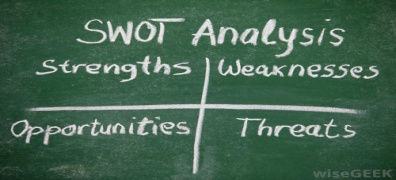 SWOT Analysis
Strengths Weaknesses
Opportunities Threats
wiseGEEK